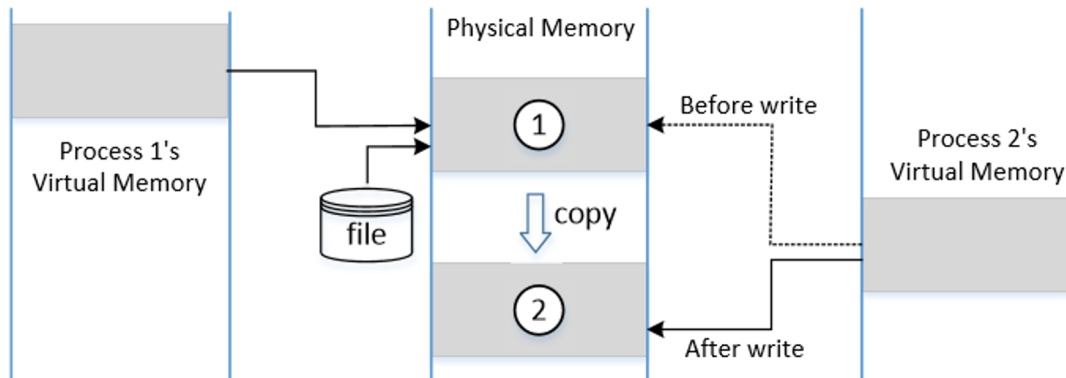 Physical Memory
1
Before write
Process 1's
Virtual Memory
Process 2's
Virtual Memory
file
copy
2
After write